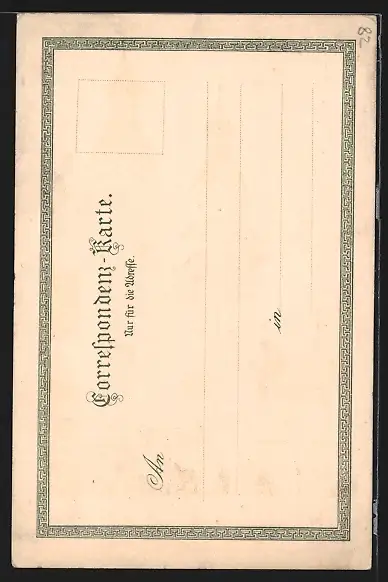 Correspondenz-Karte.
Nur für die Adresse.
An
in
82